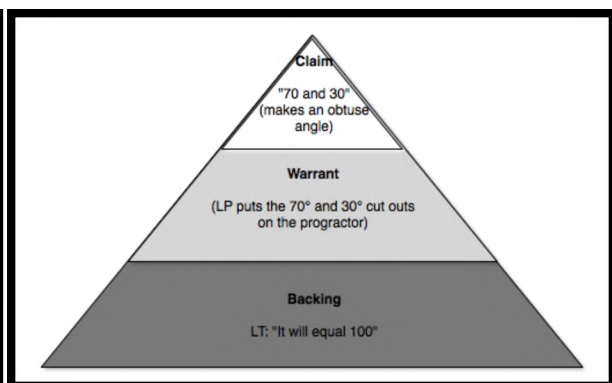 Claim
"70 and 30"
(makes an obtuse
angle)
Warrant
(LP puts the 70° and 30° cut outs
on the progractor)
Backing
LT: "It will equal 100"